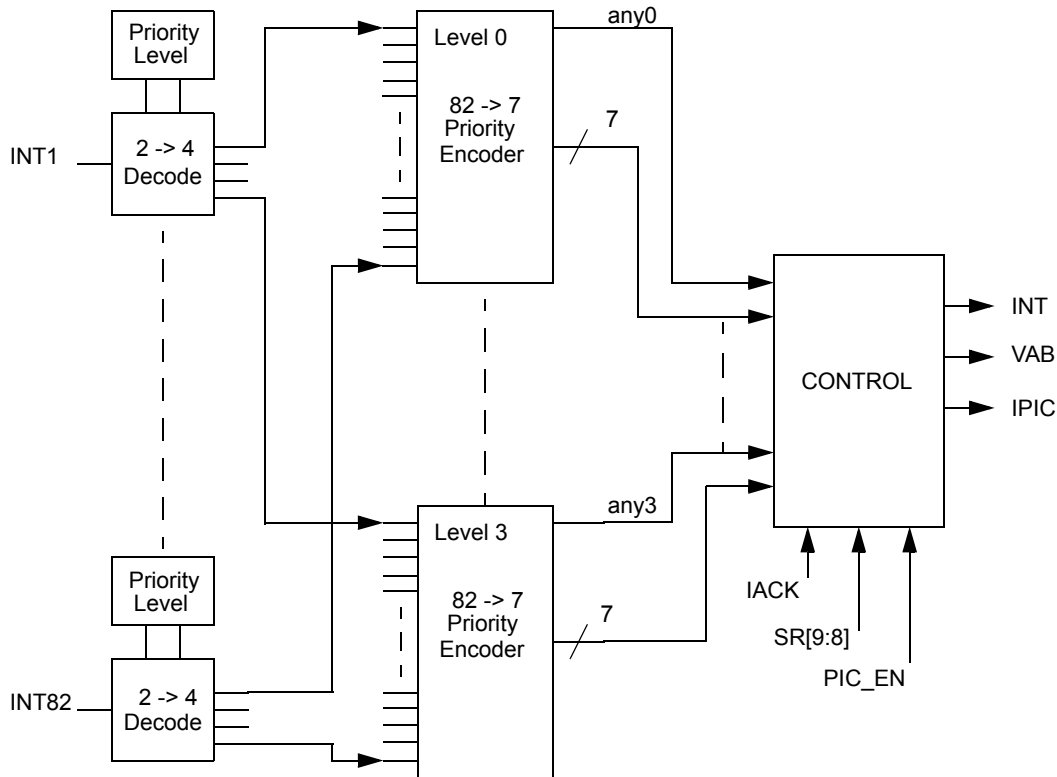 Priority
Level
2 -> 4
Decode
INT1
Level 0
82 -> 7
Priority
Encoder
any0
7
CONTROL
INT
VAB
IPIC
any3
Level 3
82 -> 7
Priority
Encoder
7
IACK
SR[9:8]
PIC_EN
Priority
Level
2 -> 4
Decode
INT82